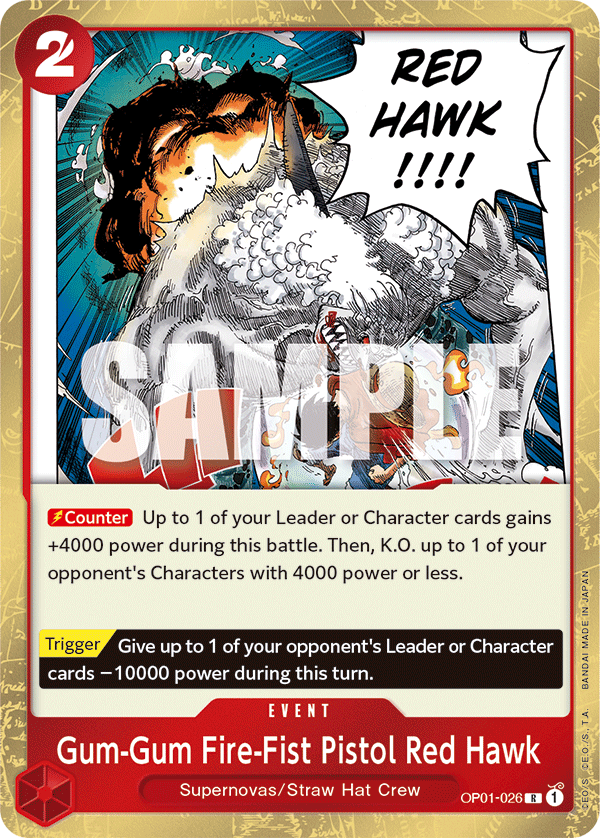 2
RED
HAWK
!!!!
SAMPLE
Counter Up to 1 of your Leader or Character cards gains
+4000 power during this battle. Then, K.O. up to 1 of your
opponent's Characters with 4000 power or less.
Trigger Give up to 1 of your opponent's Leader or Character
cards −10000 power during this turn.
EVENT
Gum-Gum Fire-Fist Pistol Red Hawk
Supernovas/Straw Hat Crew
OP01-026 R 1
©E.O./S. ©E.O./S., T.A. BANDAI MADE IN JAPAN